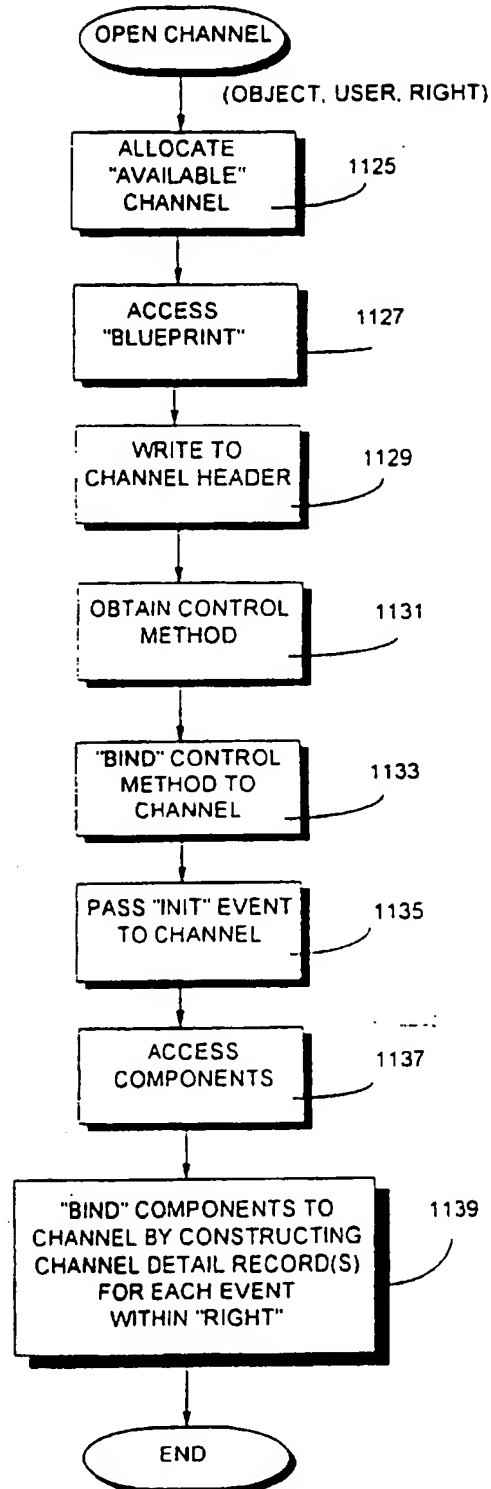 OPEN CHANNEL
(OBJECT, USER, RIGHT)
ALLOCATE
"AVAILABLE"
CHANNEL
1125
ACCESS
"BLUEPRINT"
1127
WRITE TO
CHANNEL HEADER
1129
OBTAIN CONTROL
METHOD
1131
"BIND" CONTROL
METHOD TO
CHANNEL
1133
PASS "INIT" EVENT
TO CHANNEL
1135
ACCESS
COMPONENTS
1137
"BIND" COMPONENTS TO
CHANNEL BY CONSTRUCTING
CHANNEL DETAIL RECORD(S)
FOR EACH EVENT
WITHIN "RIGHT"
1139
END